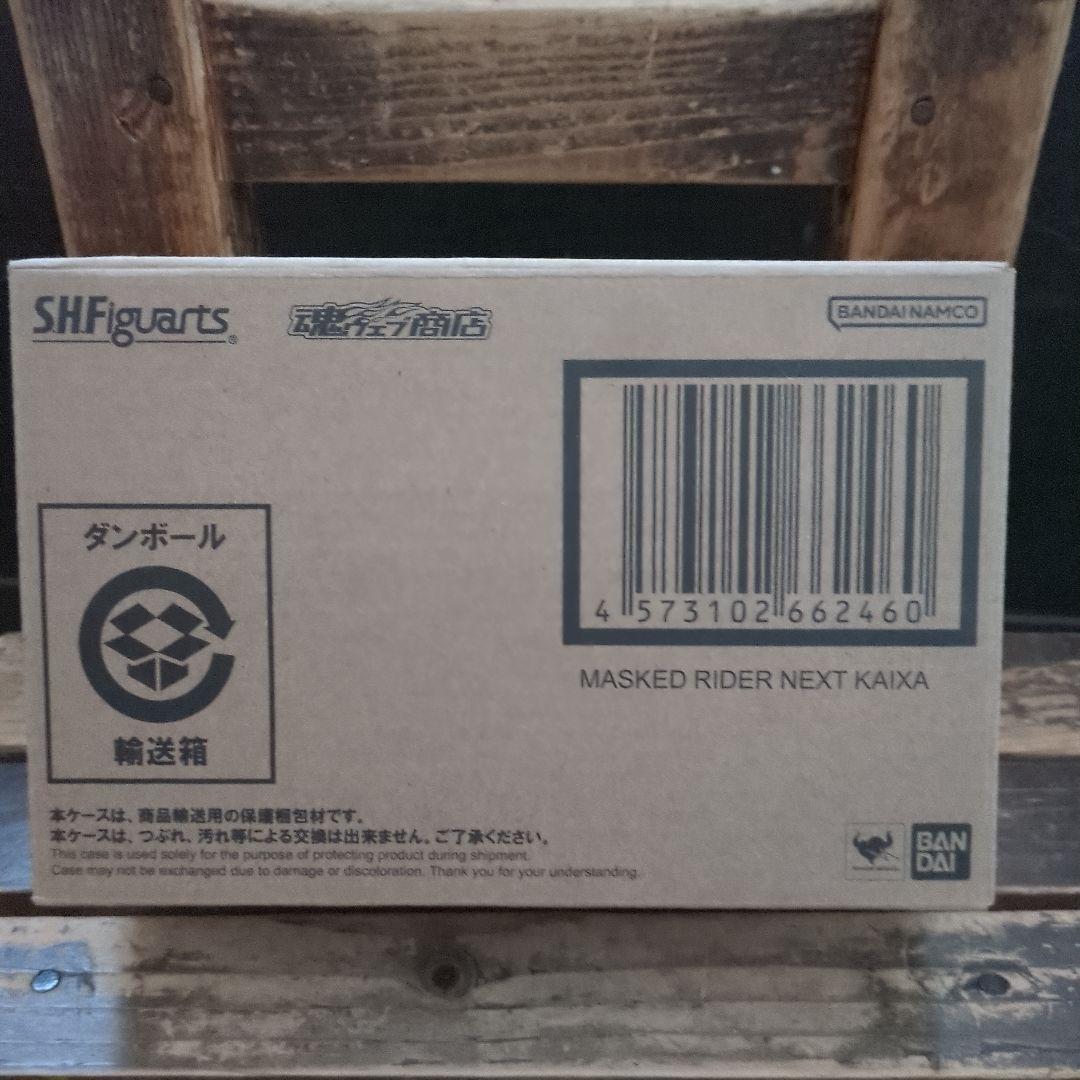 S.H.Figuarts®
魂ウェブ商店
BANDAI NAMCO
4 573102 662460
MASKED RIDER NEXT KAIXA
ダンボール
輸送箱
本ケースは、商品輸送用の保護梱包材です。
本ケースは、つぶれ、汚れ等による交換は出来ません。ご了承ください。
This case is used solely for the purpose of protecting product during shipment.
Case may not be exchanged due to damage or discoloration. Thank you for your understanding.
BAN
DAI